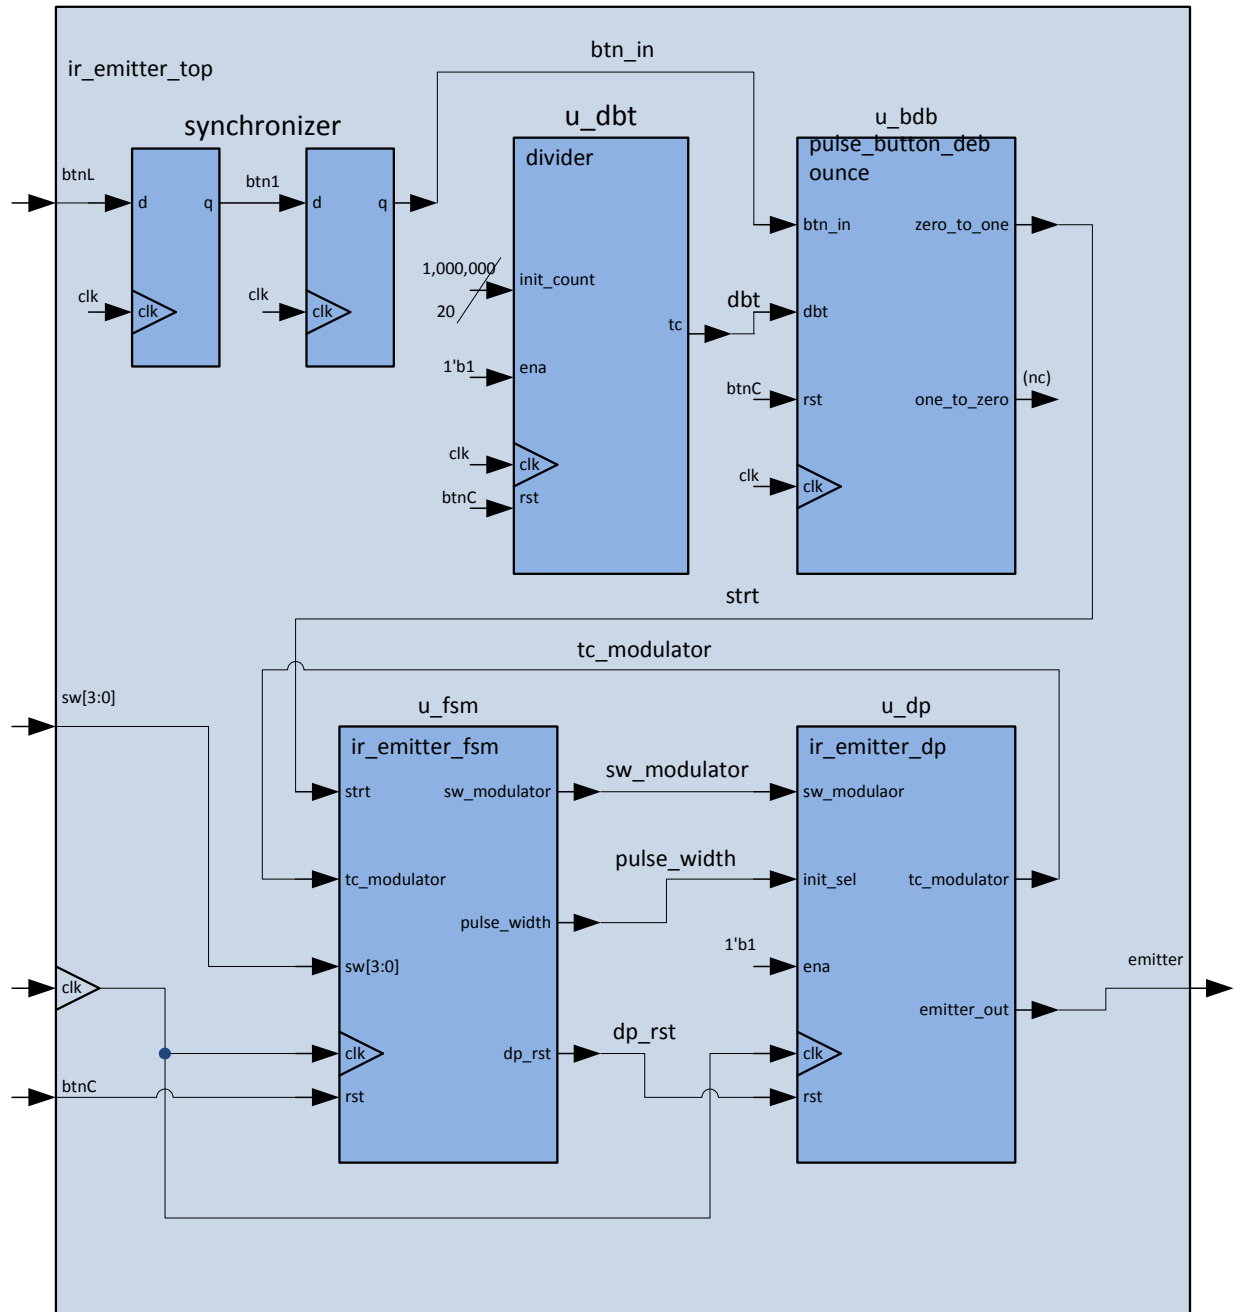 btn_in
ir_emitter_top
synchronizer
u_dbt
u_bdb
divider
pulse_button_deb
ounce
btnL
d
q
btn1
d
q
btn_in
zero_to_one
1,000,000
init_count
20
clk
clk
clk
clk
dbt
dbt
tc
1'b1
ena
btnC
rst
(nc)
one_to_zero
clk
clk
clk
clk
btnC
rst
strt
tc_modulator
sw[3:0]
u_fsm
u_dp
ir_emitter_fsm
ir_emitter_dp
sw_modulator
strt
sw_modulator
sw_modulaor
pulse_width
tc_modulator
init_sel
tc_modulator
pulse_width
1'b1
sw[3:0]
ena
emitter
clk
emitter_out
dp_rst
clk
dp_rst
clk
btnC
rst
rst